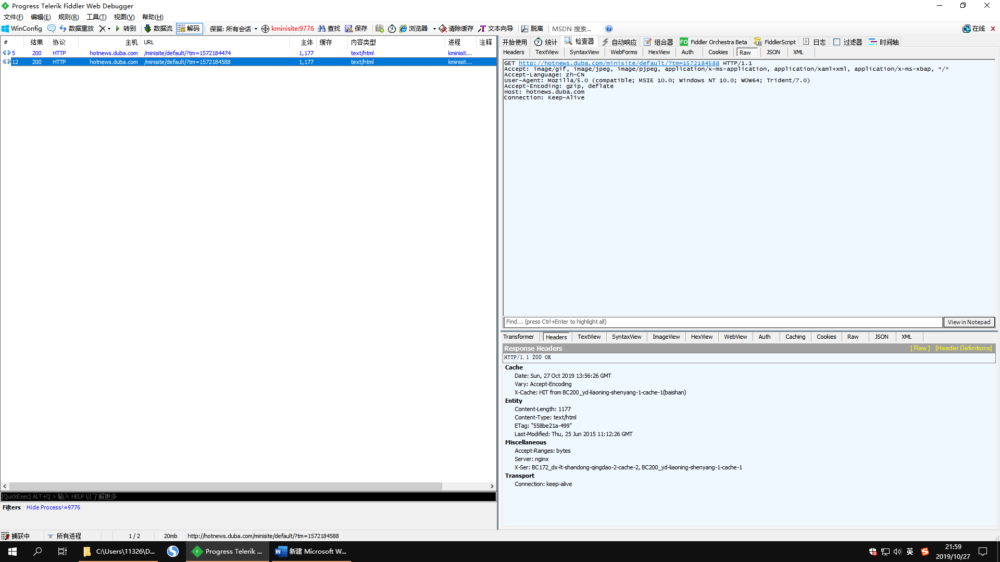 Progress Telerik Fiddler Web Debugger
文件(F) 编辑(E) 规则(R) 工具(T) 视图(V) 帮助(H)
WinConfig 数据重放 转到 数据流 解码 保留: 所有会话 kminisite:9776 查找 保存 浏览器 清除缓存 文本向导 脱离 MSDN 搜索... 在线
# 结果 协议 主机 URL 主体 缓存 内容类型 进程 注释
5 200 HTTP hotnews.duba.com /minisite/default/?tm=1572184474 1,177 text/html kminisit...
12 200 HTTP hotnews.duba.com /minisite/default/?tm=1572184588 1,177 text/html kminisit...
开始使用 统计 检查器 自动响应 组合器 FO Fiddler Orchestra Beta FiddlerScript 日志 过滤器 时间轴
Headers TextView SyntaxView WebForms HexView Auth Cookies Raw JSON XML
GET http://hotnews.duba.com/minisite/default/?tm=1572184588 HTTP/1.1
Accept: image/gif, image/jpeg, image/pjpeg, application/x-ms-application, application/xaml+xml, application/x-ms-xbap, */*
Accept-Language: zh-CN
User-Agent: Mozilla/5.0 (compatible; MSIE 10.0; Windows NT 10.0; WOW64; Trident/7.0)
Accept-Encoding: gzip, deflate
Host: hotnews.duba.com
Connection: Keep-Alive
Find... (press Ctrl+Enter to highlight all) View in Notepad
Transformer Headers TextView SyntaxView ImageView HexView WebView Auth Caching Cookies Raw JSON XML
Response Headers [ Raw ] [Header Definitions]
HTTP/1.1 200 OK
Cache
Date: Sun, 27 Oct 2019 13:56:26 GMT
Vary: Accept-Encoding
X-Cache: HIT from BC200_yd-liaoning-shenyang-1-cache-1(baishan)
Entity
Content-Length: 1177
Content-Type: text/html
ETag: "558be21a-499"
Last-Modified: Thu, 25 Jun 2015 11:12:26 GMT
Miscellaneous
Accept-Ranges: bytes
Server: nginx
X-Ser: BC172_dx-lt-shandong-qingdao-2-cache-2, BC200_yd-liaoning-shenyang-1-cache-1
Transport
Connection: keep-alive
[QuickExec] ALT+Q > 输入 HELP 以了解更多
Filters Hide Process!=9776
捕获中 所有进程 1 / 2 20mb http://hotnews.duba.com/minisite/default/?tm=1572184588
C:\Users\11326\D... Progress Telerik ... 新建 Microsoft W... 英
21:59
2019/10/27